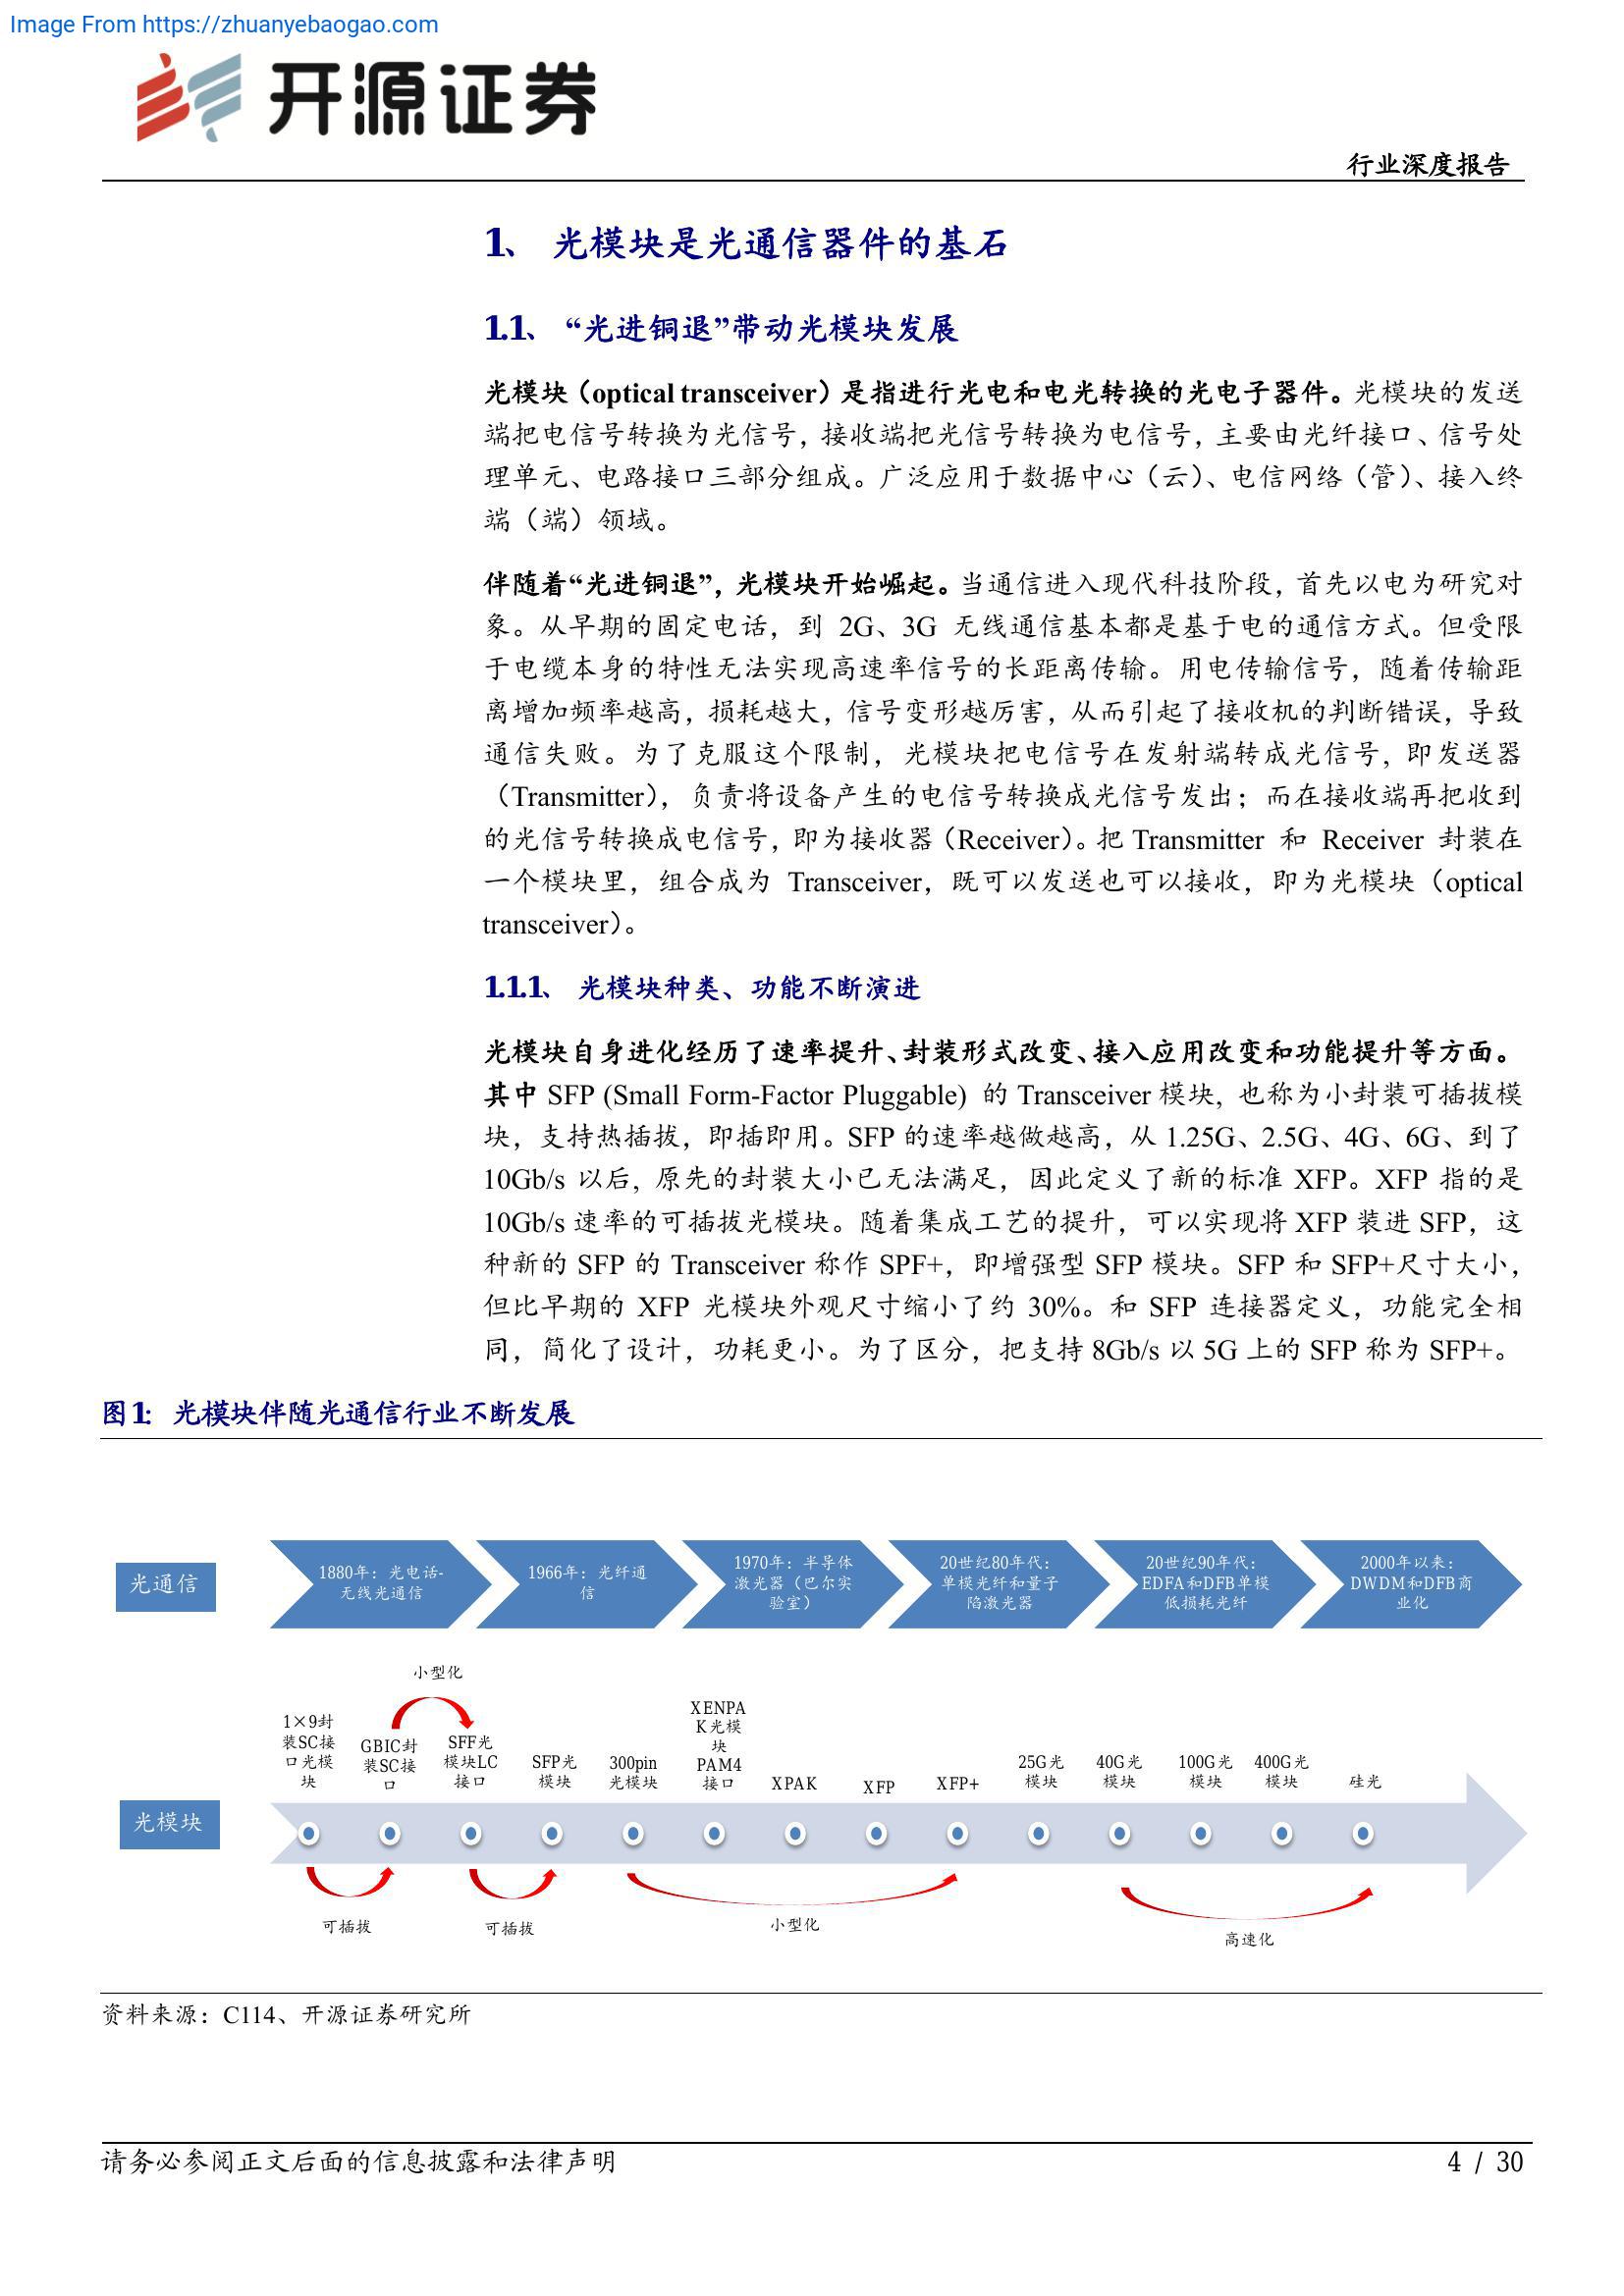 Image From https://zhuanyebaogao.com
开源证券
行业深度报告
1、 光模块是光通信器件的基石
1.1、 “光进铜退”带动光模块发展
光模块（optical transceiver）是指进行光电和电光转换的光电子器件。光模块的发送
端把电信号转换为光信号，接收端把光信号转换为电信号，主要由光纤接口、信号处
理单元、电路接口三部分组成。广泛应用于数据中心（云）、电信网络（管）、接入终
端（端）领域。
伴随着“光进铜退”，光模块开始崛起。当通信进入现代科技阶段，首先以电为研究对
象。从早期的固定电话，到 2G、3G 无线通信基本都是基于电的通信方式。但受限
于电缆本身的特性无法实现高速率信号的长距离传输。用电传输信号，随着传输距
离增加频率越高，损耗越大，信号变形越厉害，从而引起了接收机的判断错误，导致
通信失败。为了克服这个限制，光模块把电信号在发射端转成光信号，即发送器
（Transmitter），负责将设备产生的电信号转换成光信号发出；而在接收端再把收到
的光信号转换成电信号，即为接收器（Receiver）。把 Transmitter 和 Receiver 封装在
一个模块里，组合成为 Transceiver，既可以发送也可以接收，即为光模块（optical
transceiver）。
1.1.1、 光模块种类、功能不断演进
光模块自身进化经历了速率提升、封装形式改变、接入应用改变和功能提升等方面。
其中 SFP (Small Form-Factor Pluggable) 的 Transceiver 模块，也称为小封装可插拔模
块，支持热插拔，即插即用。SFP 的速率越做越高，从 1.25G、2.5G、4G、6G、到了
10Gb/s 以后，原先的封装大小已无法满足，因此定义了新的标准 XFP。XFP 指的是
10Gb/s 速率的可插拔光模块。随着集成工艺的提升，可以实现将 XFP 装进 SFP，这
种新的 SFP 的 Transceiver 称作 SPF+，即增强型 SFP 模块。SFP 和 SFP+尺寸大小，
但比早期的 XFP 光模块外观尺寸缩小了约 30%。和 SFP 连接器定义，功能完全相
同，简化了设计，功耗更小。为了区分，把支持 8Gb/s 以 5G 上的 SFP 称为 SFP+。
图1： 光模块伴随光通信行业不断发展
光通信
1880年：光电话-
无线光通信
1966年：光纤通
信
1970年：半导体
激光器（巴尔实
验室）
20世纪80年代：
单模光纤和量子
陷激光器
20世纪90年代：
EDFA和DFB单模
低损耗光纤
2000年以来：
DWDM和DFB商
业化
小型化
1×9封
装SC接
口光模
块
GBIC封
装SC接
口
SFF光
模块LC
接口
SFP光
模块
300pin
光模块
XENPA
K光模
块
PAM4
接口
XPAK
XFP
XFP+
25G光
模块
40G光
模块
100G光
模块
400G光
模块
硅光
光模块
可插拔
可插拔
小型化
高速化
资料来源：C114、开源证券研究所
请务必参阅正文后面的信息披露和法律声明
4 / 30